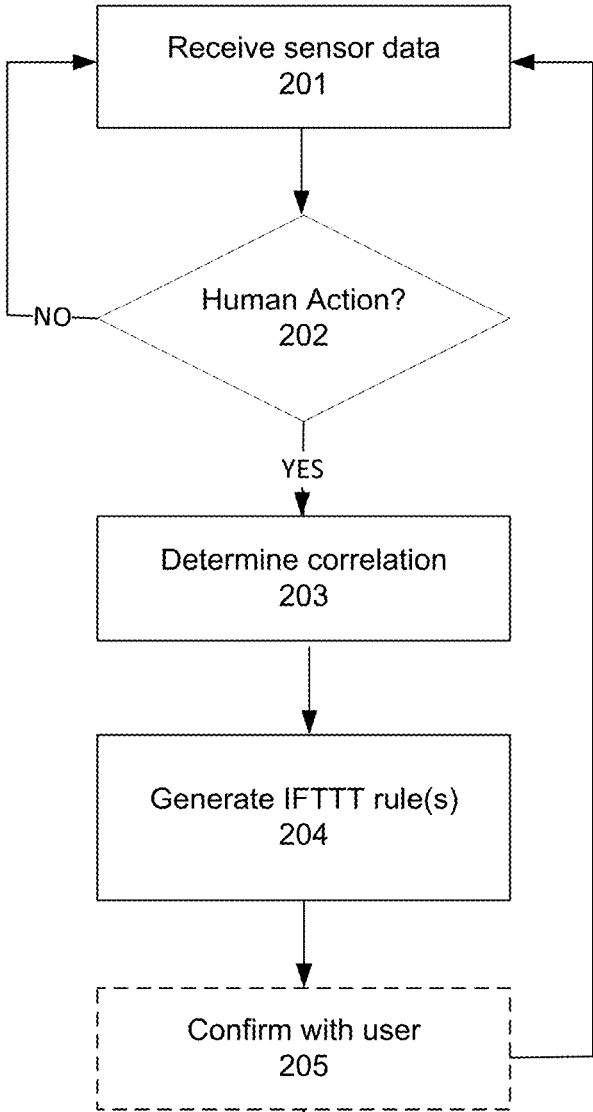 Receive sensor data
201
Human Action?
202
NO
YES
Determine correlation
203
Generate IFTTT rule(s)
204
Confirm with user
205